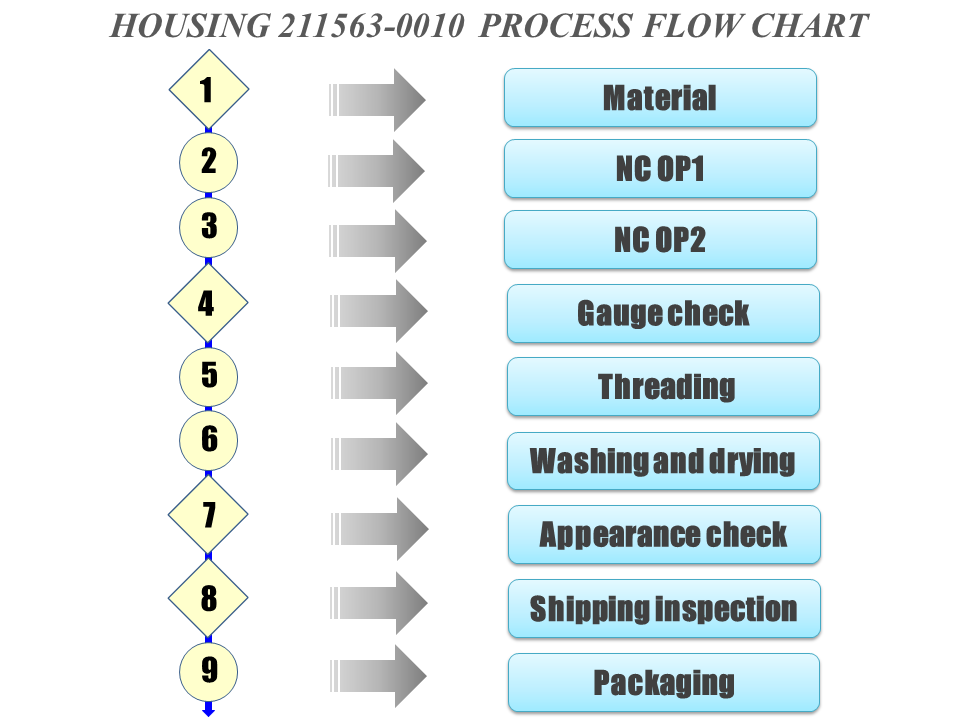 HOUSING 211563-0010 PROCESS FLOW CHART
1 Material
2 NC OP1
3 NC OP2
4 Gauge check
5 Threading
6 Washing and drying
7 Appearance check
8 Shipping inspection
9 Packaging